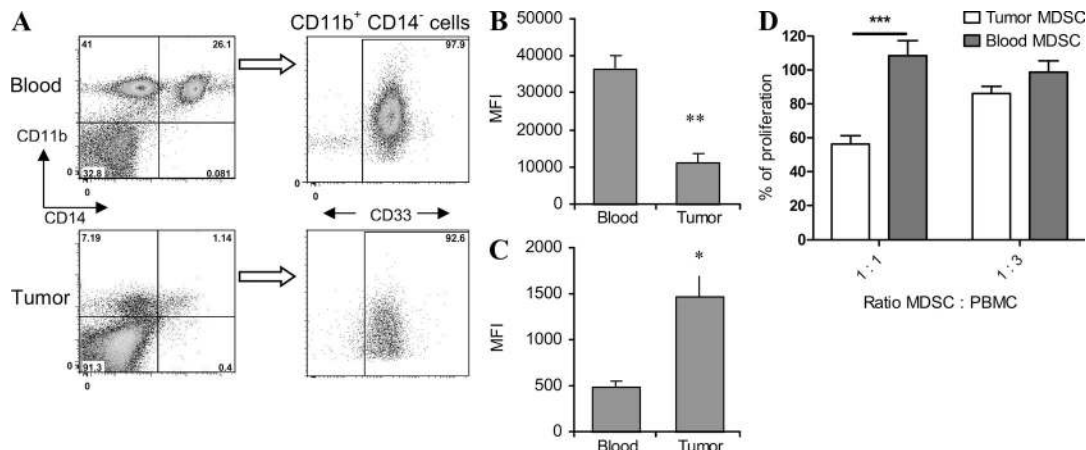 A
CD11b+ CD14- cells
41
26.1
97.9
Blood
CD11b
0
32.8
0.081
0
0
0
CD14
CD33
7.19
1.14
92.6
Tumor
0
91.3
0.4
0
0
0
B
50000
40000
30000
20000
10000
0
MFI
**
Blood
Tumor
C
2000
1500
1000
500
0
MFI
*
Blood
Tumor
D
***
Tumor MDSC
Blood MDSC
120
100
80
60
40
20
0
% of proliferation
1 : 1
1 : 3
Ratio MDSC : PBMC